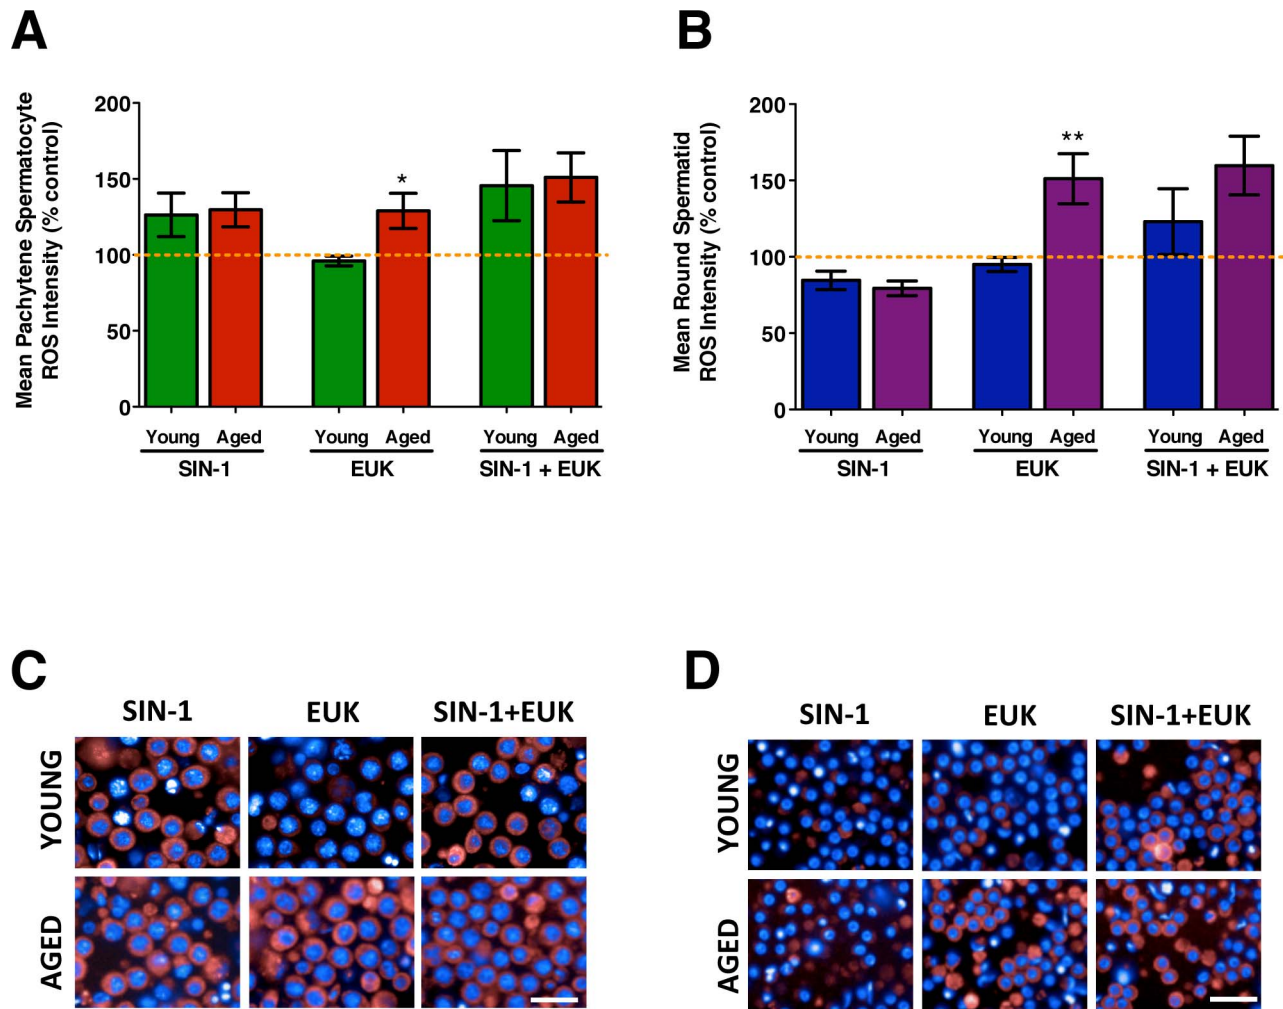 A
Mean Pachytene Spermatocyte
ROS Intensity (% control)
200
150
100
50
0
*
Young Aged Young Aged Young Aged
SIN-1 EUK SIN-1 + EUK
B
Mean Round Spermatid
ROS Intensity (% control)
200
150
100
50
0
**
Young Aged Young Aged Young Aged
SIN-1 EUK SIN-1 + EUK
C
SIN-1 EUK SIN-1+EUK
YOUNG
AGED
D
SIN-1 EUK SIN-1+EUK
YOUNG
AGED